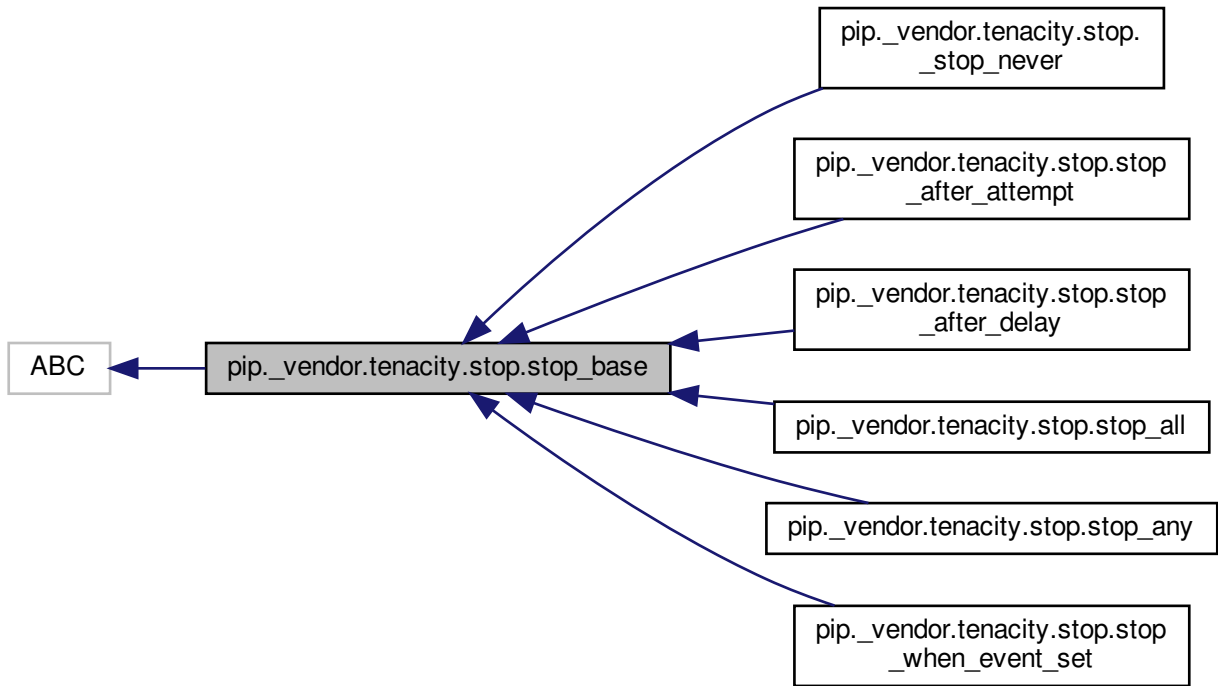 pip._vendor.tenacity.stop.
_stop_never
pip._vendor.tenacity.stop.stop
_after_attempt
pip._vendor.tenacity.stop.stop
_after_delay
ABC
pip._vendor.tenacity.stop.stop_base
pip._vendor.tenacity.stop.stop_all
pip._vendor.tenacity.stop.stop_any
pip._vendor.tenacity.stop.stop
_when_event_set